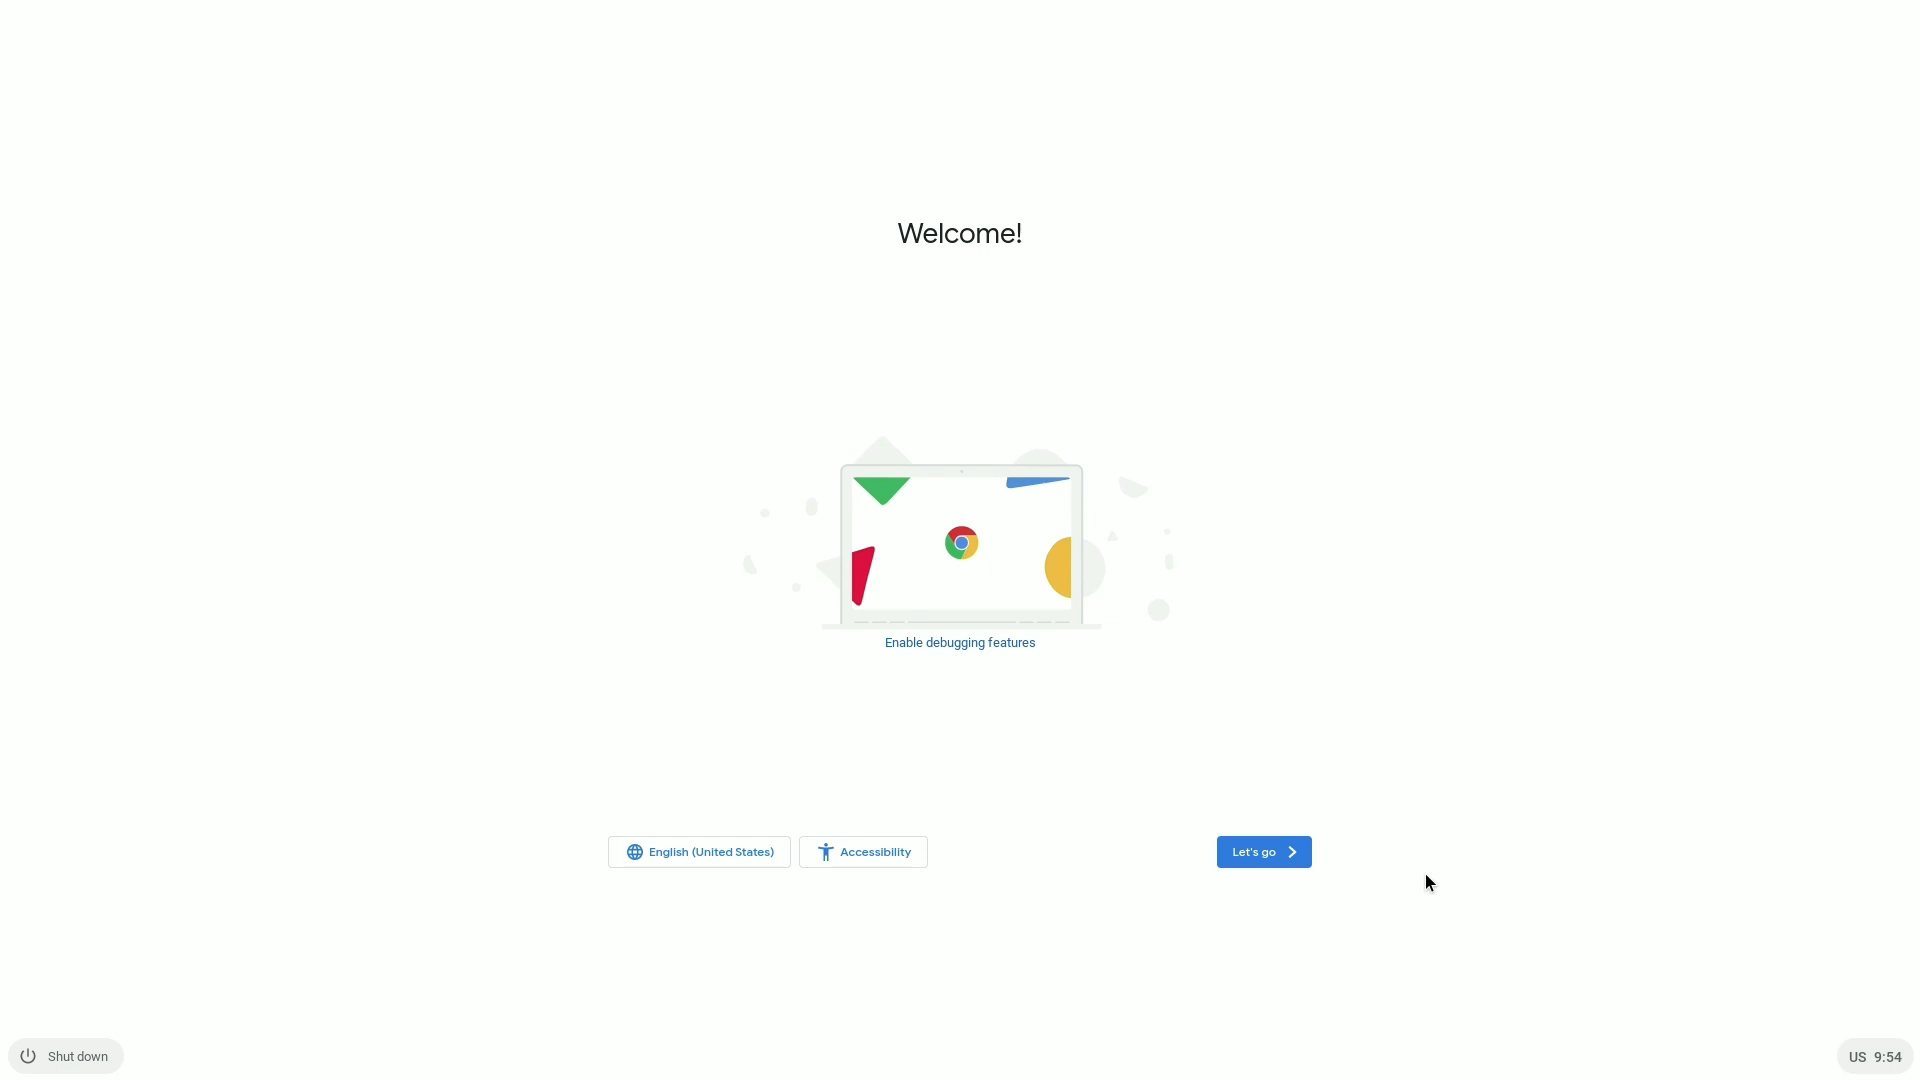 Welcome!
Enable debugging features
English (United States)
Accessibility
Let's go
Shut down
US 9:54